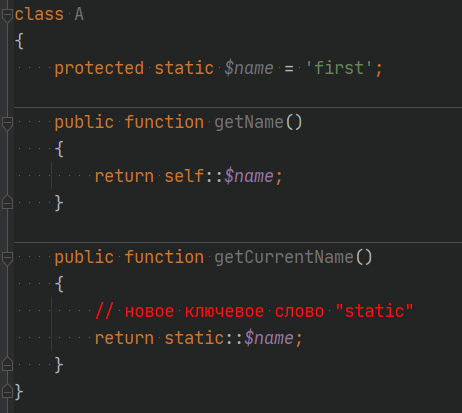 class A
{
protected static $name = 'first';
public function getName()
{
return self::$name;
}
public function getCurrentName()
{
// новое ключевое слово "static"
return static::$name;
}
}